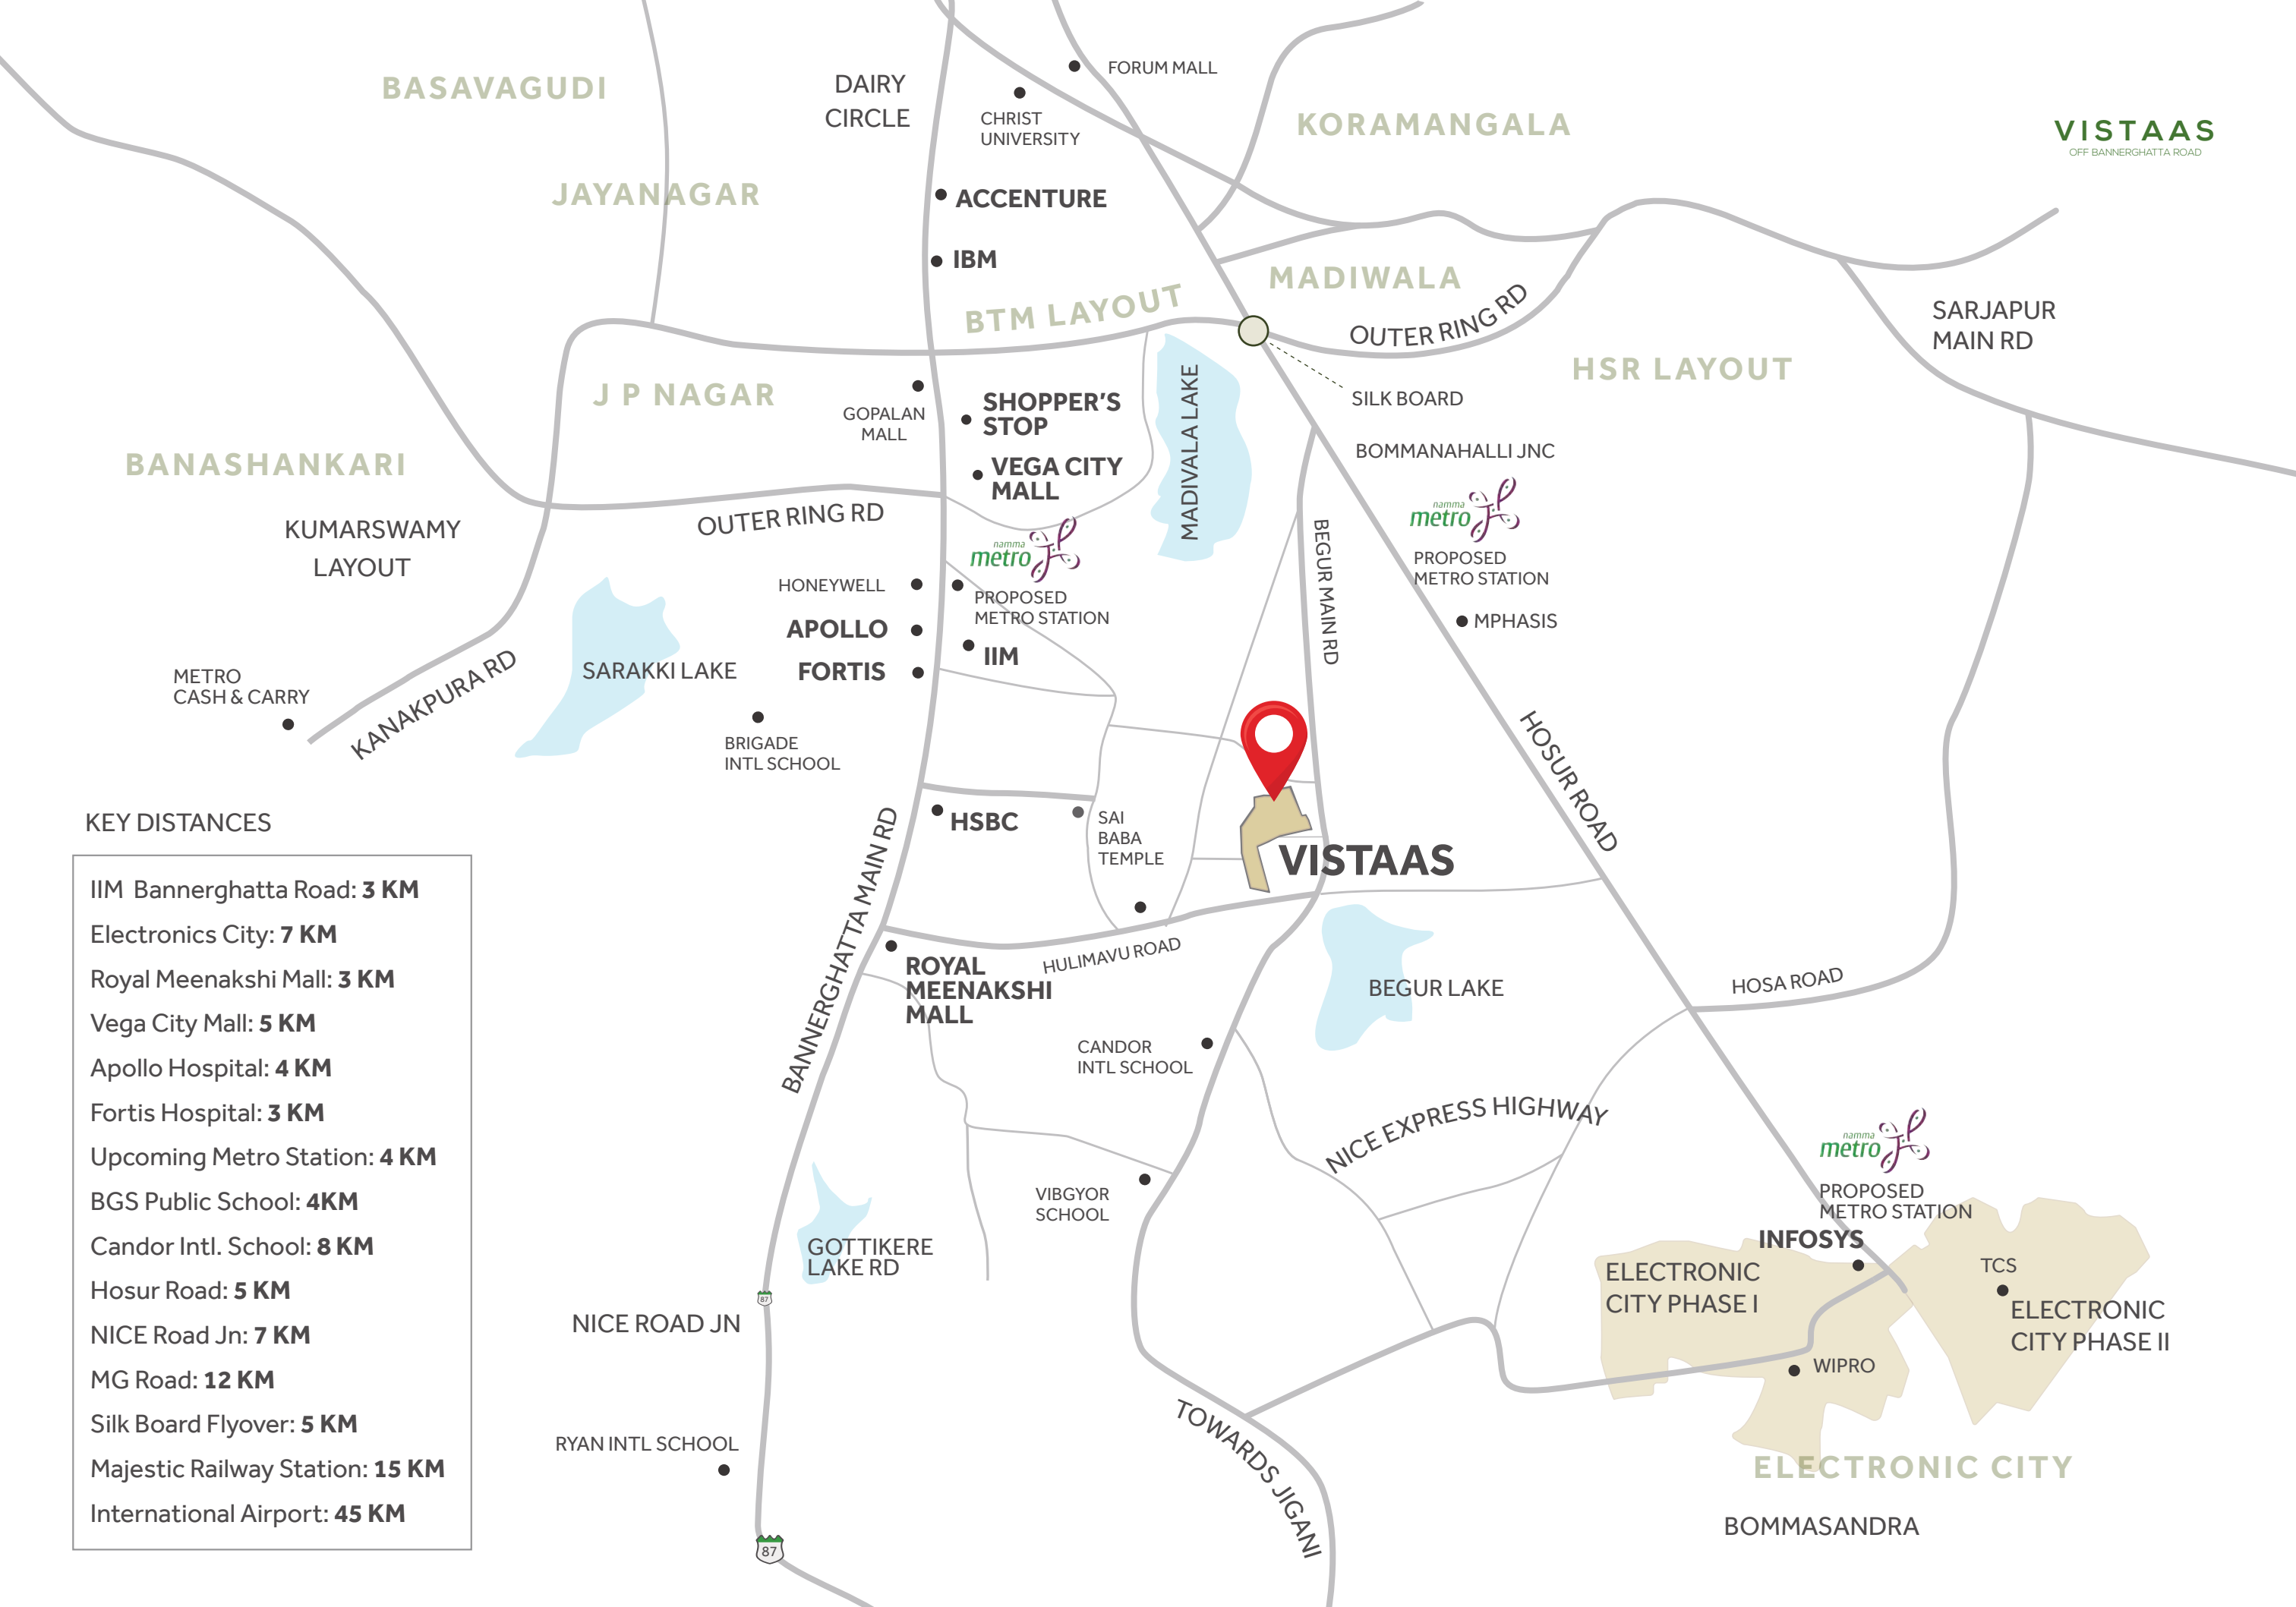 BASAVAGUDI
DAIRY
CIRCLE
FORUM MALL
CHRIST
UNIVERSITY
KORAMANGALA
VISTAAS
OFF BANNERGHATTA ROAD
JAYANAGAR
ACCENTURE
IBM
BTM LAYOUT
MADIWALA
OUTER RING RD
SARJAPUR
MAIN RD
HSR LAYOUT
J P NAGAR
GOPALAN
MALL
SHOPPER'S
STOP
VEGA CITY
MALL
MADIVALA LAKE
SILK BOARD
BOMMANAHALLI JNC
BANASHANKARI
KUMARSWAMY
LAYOUT
OUTER RING RD
namma
metro
PROPOSED
METRO STATION
namma
metro
PROPOSED
METRO STATION
BEGUR MAIN RD
MPHASIS
HONEYWELL
APOLLO
FORTIS
IIM
SARAKKI LAKE
METRO
CASH & CARRY
KANAKPURA RD
BRIGADE
INTL SCHOOL
HOSUR ROAD
HSBC
SAI
BABA
TEMPLE
VISTAAS
BANNERGHATTA MAIN RD
ROYAL
MEENAKSHI
MALL
HULIMAVU ROAD
BEGUR LAKE
HOSA ROAD
CANDOR
INTL SCHOOL
NICE EXPRESS HIGHWAY
VIBGYOR
SCHOOL
GOTTIKERE
LAKE RD
87
NICE ROAD JN
namma
metro
PROPOSED
METRO STATION
INFOSYS
ELECTRONIC
CITY PHASE I
TCS
ELECTRONIC
CITY PHASE II
WIPRO
RYAN INTL SCHOOL
TOWARDS JIGANI
ELECTRONIC CITY
BOMMASANDRA
87
KEY DISTANCES
IIM Bannerghatta Road: 3 KM
Electronics City: 7 KM
Royal Meenakshi Mall: 3 KM
Vega City Mall: 5 KM
Apollo Hospital: 4 KM
Fortis Hospital: 3 KM
Upcoming Metro Station: 4 KM
BGS Public School: 4KM
Candor Intl. School: 8 KM
Hosur Road: 5 KM
NICE Road Jn: 7 KM
MG Road: 12 KM
Silk Board Flyover: 5 KM
Majestic Railway Station: 15 KM
International Airport: 45 KM